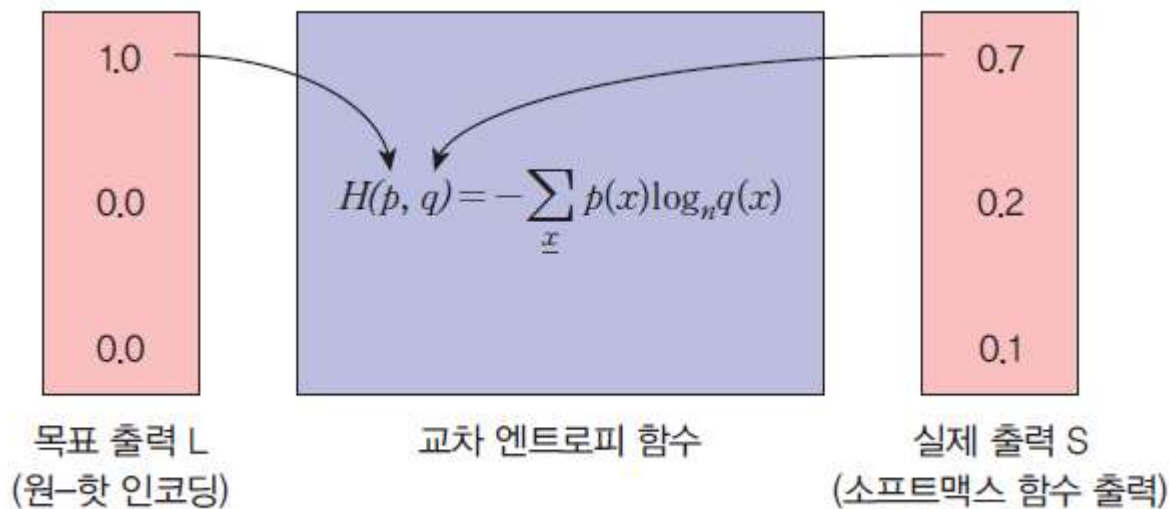 1.0 0.7
H(p, q)=-∑p(x)log_n q(x)
x
0.0 0.2
0.0 0.1
목표 출력 L 교차 엔트로피 함수 실제 출력 S
(원-핫 인코딩) (소프트맥스 함수 출력)